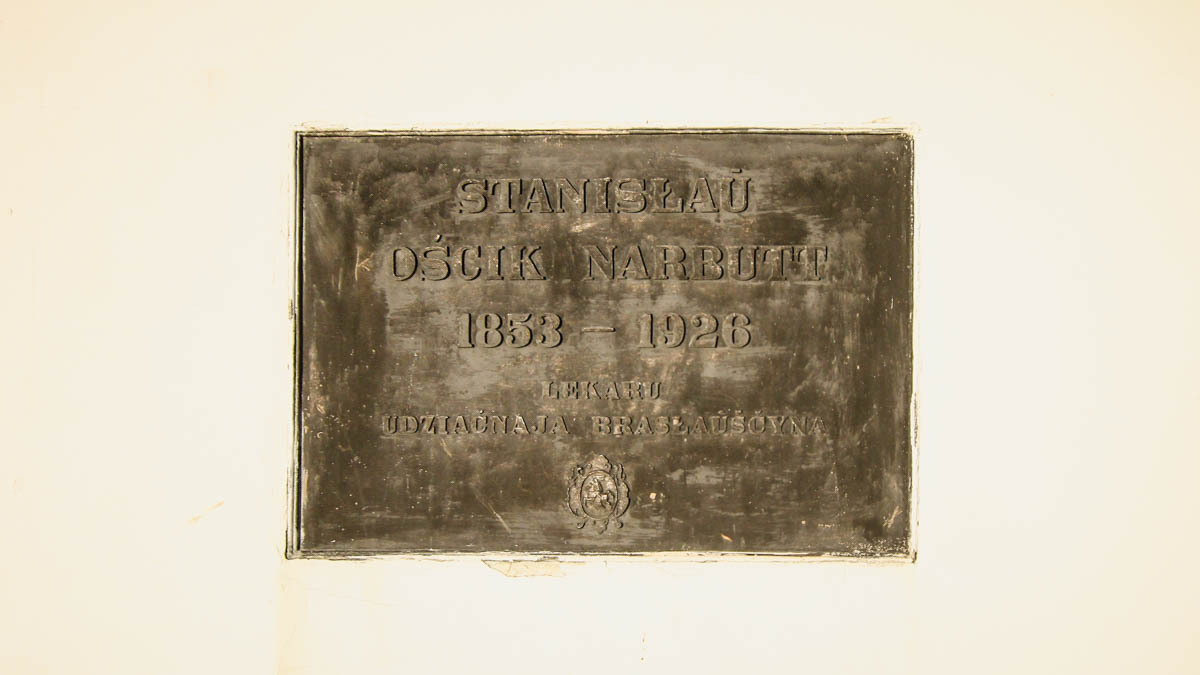 STANISŁAŬ
OŚCIK NARBUTT
1853 – 1926
LEKARU
UDZIAČNAJA BRASŁAŬŠČYNA